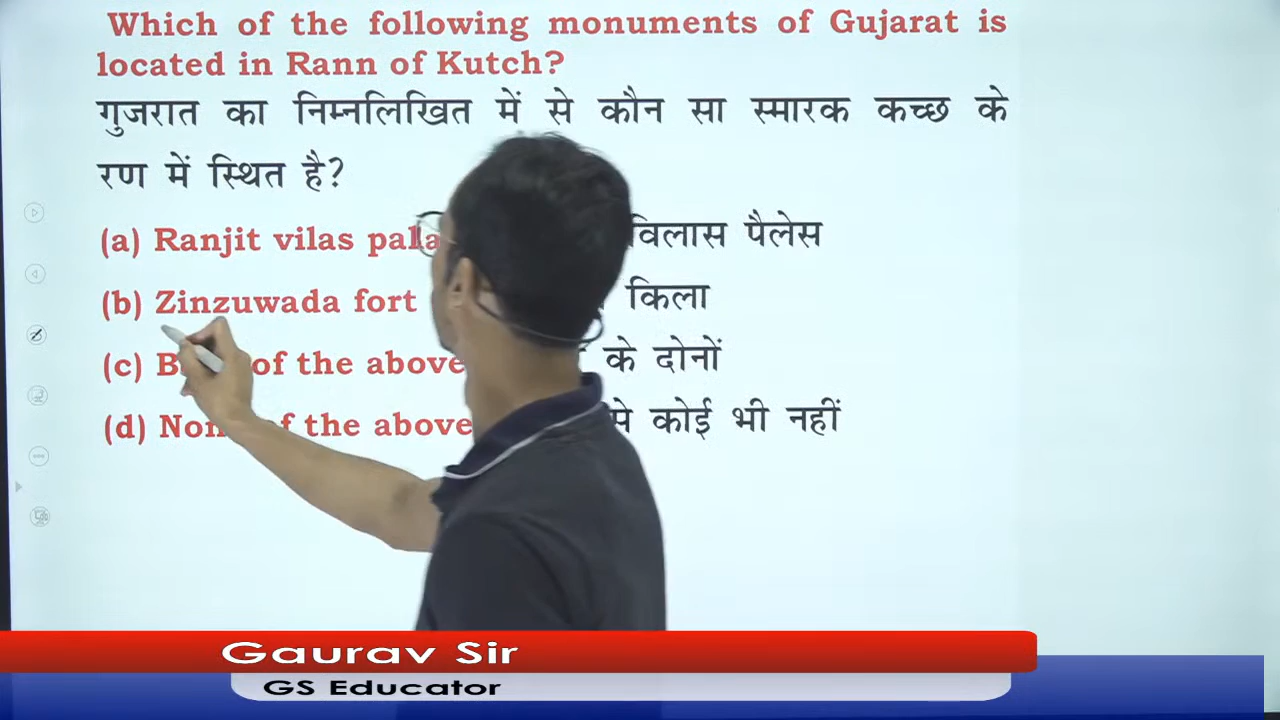 Which of the following monuments of Gujarat is
located in Rann of Kutch?
गुजरात का निम्नलिखित में से कौन सा स्मारक कच्छ के
रण में स्थित है?
(a) Ranjit vilas विलास पैलेस
(b) Zinzuwada fort किला
(c) of the above के दोनों
(d) of the above से कोई भी नहीं
Gaurav Sir
GS Educator